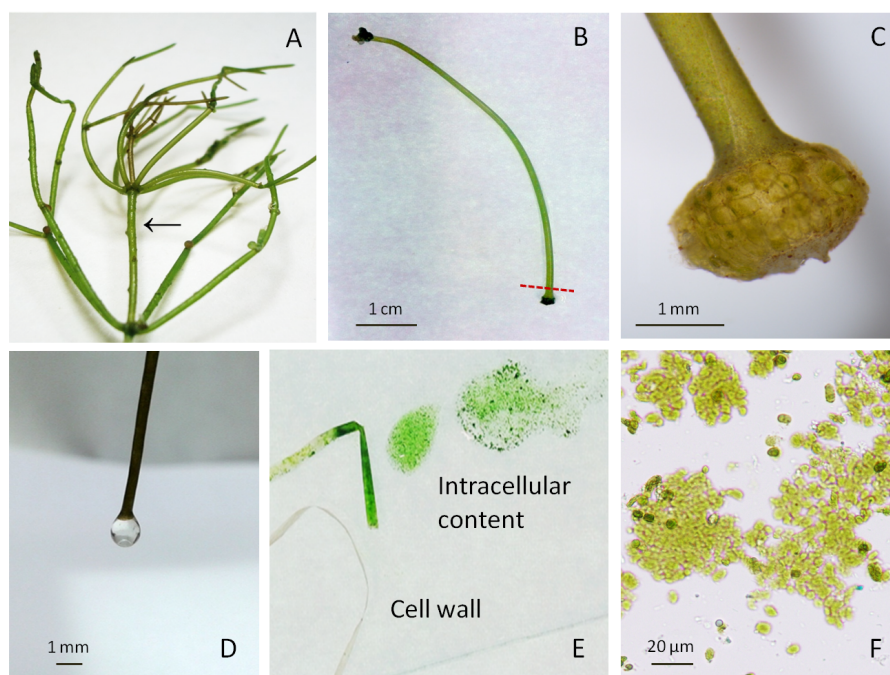 A
B
C
1 cm
1 mm
D
1 mm
Intracellular
content
Cell wall
E
F
20 µm